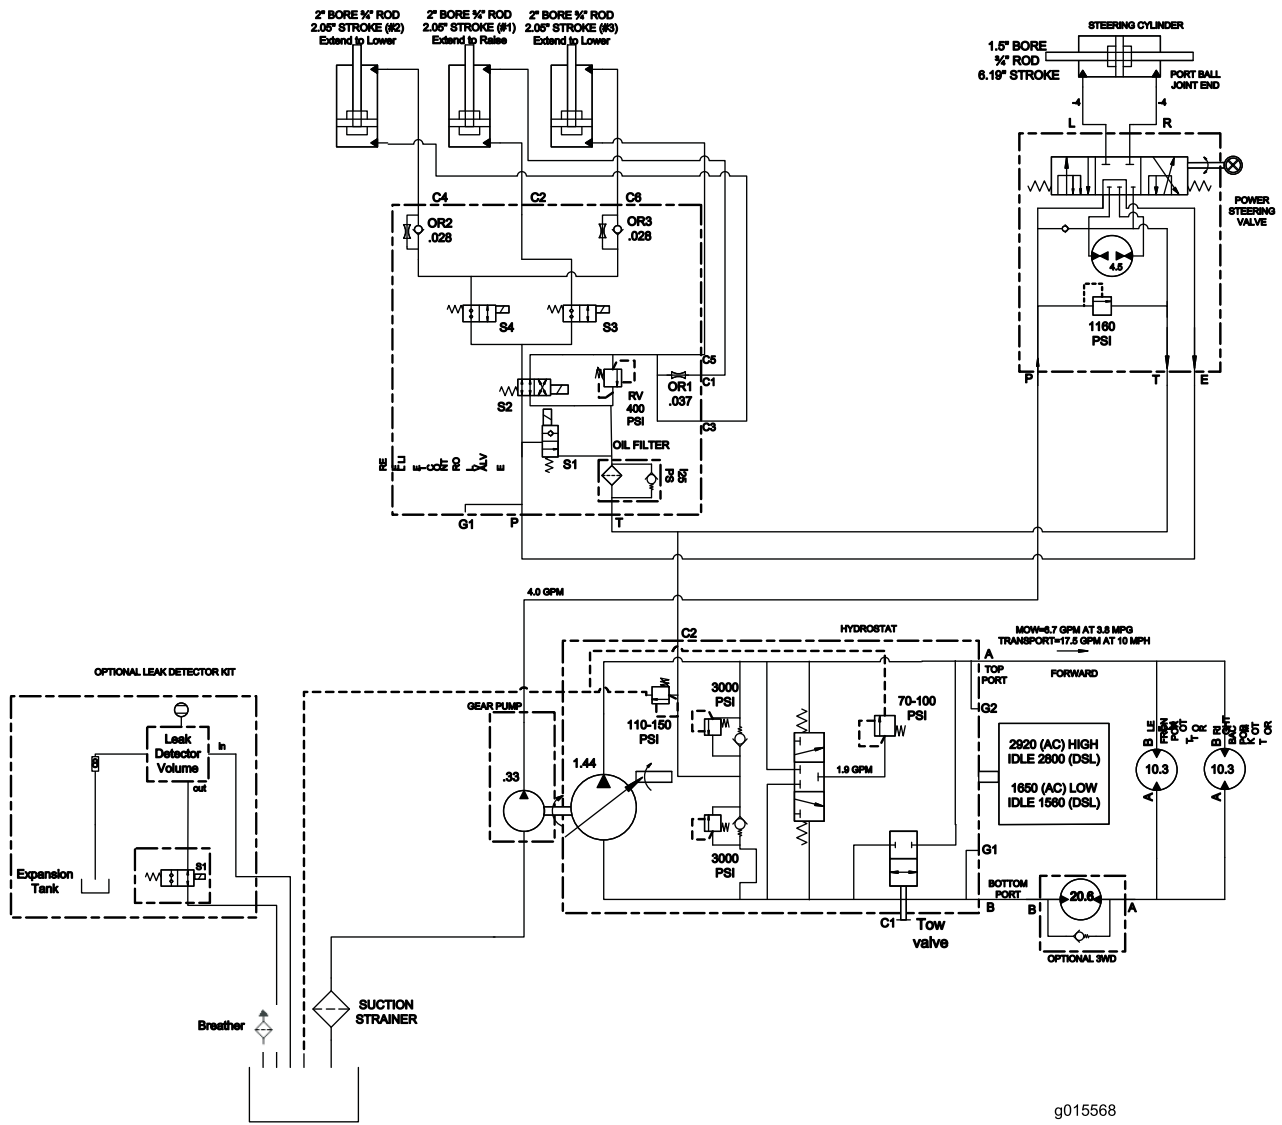 2" BORE ¾" ROD
2.05" STROKE (#2)
Extend to Lower
2" BORE ¾" ROD
2.05" STROKE (#1)
Extend to Raise
2" BORE ¾" ROD
2.05" STROKE (#3)
Extend to Lower
STEERING CYLINDER
1.5" BORE
¾" ROD
6.19" STROKE
PORT BALL
JOINT END
-4
-4
L
R
POWER
STEERING
VALVE
4.5
1160
PSI
P
T
E
C4
C2
C6
OR2
.028
OR3
.028
S4
S3
C5
C1
OR1
.037
S2
RV
400
PSI
C3
OIL FILTER
S1
G1
P
T
4.0 GPM
C2
HYDROSTAT
MOW=6.7 GPM AT 3.8 MPG
TRANSPORT=17.5 GPM AT 10 MPH
A
TOP
PORT
FORWARD
OPTIONAL LEAK DETECTOR KIT
GEAR PUMP
110-150
PSI
3000
PSI
70-100
PSI
G2
Leak
Detector
Volume
in
out
.33
1.44
1.9 GPM
2920 (AC) HIGH
IDLE 2800 (DSL)
1650 (AC) LOW
IDLE 1560 (DSL)
B
B
10.3
10.3
A
A
3000
PSI
G1
S1
Expansion
Tank
BOTTOM
PORT
B
C1
Tow
valve
B
20.6
A
OPTIONAL 3WD
SUCTION
STRAINER
Breather
g015568